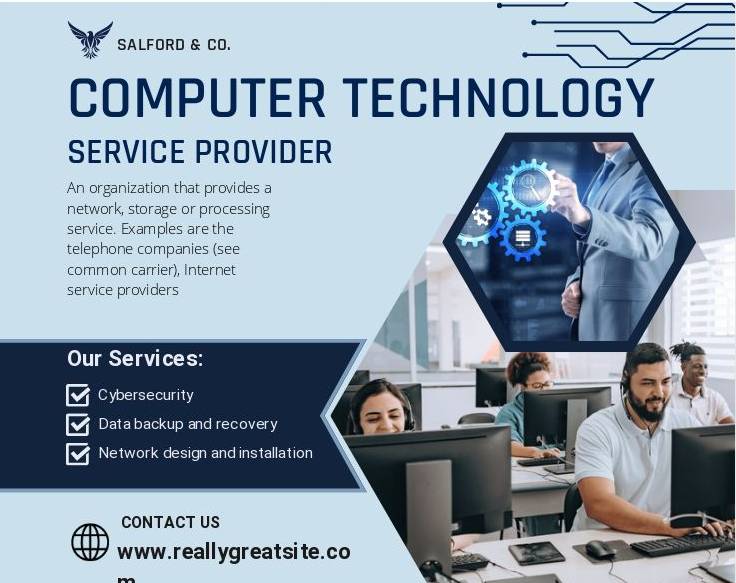 SALFORD & CO.
COMPUTER TECHNOLOGY
SERVICE PROVIDER
An organization that provides a
network, storage or processing
service. Examples are the
telephone companies (see
common carrier), Internet
service providers
Our Services:
Cybersecurity
Data backup and recovery
Network design and installation
CONTACT US
www.reallygreatsite.co
m